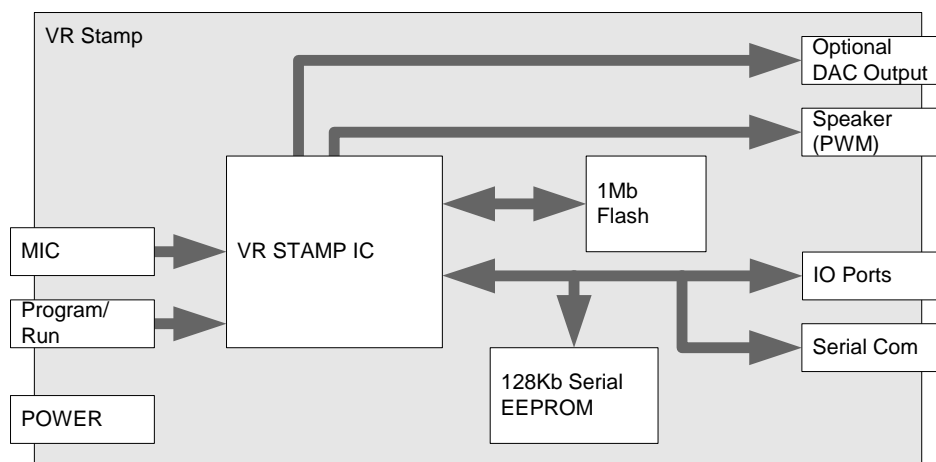 VR Stamp
Optional
DAC Output
Speaker
(PWM)
1Mb
Flash
MIC
VR STAMP IC
IO Ports
Program/
Run
Serial Com
128Kb Serial
EEPROM
POWER